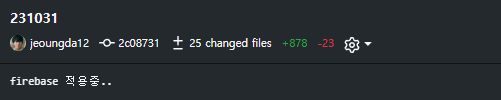 231031
jeoungda12 2c08731 25 changed files +878 -23
firebase 적용중..